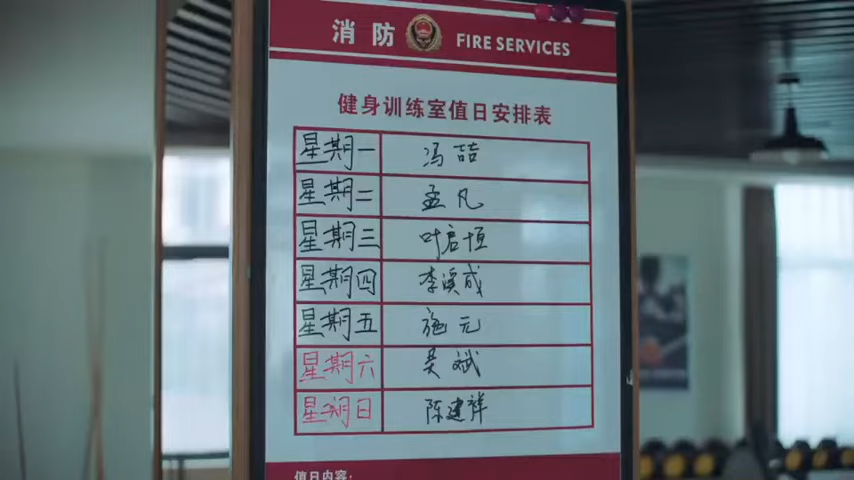 消防 FIRE SERVICES
健身训练室值日安排表
星期一 冯喆
星期二 孟凡
星期三 叶启恒
星期四 李溪成
星期五 施元
星期六 吴斌
星期日 陈建祥
值日内容: